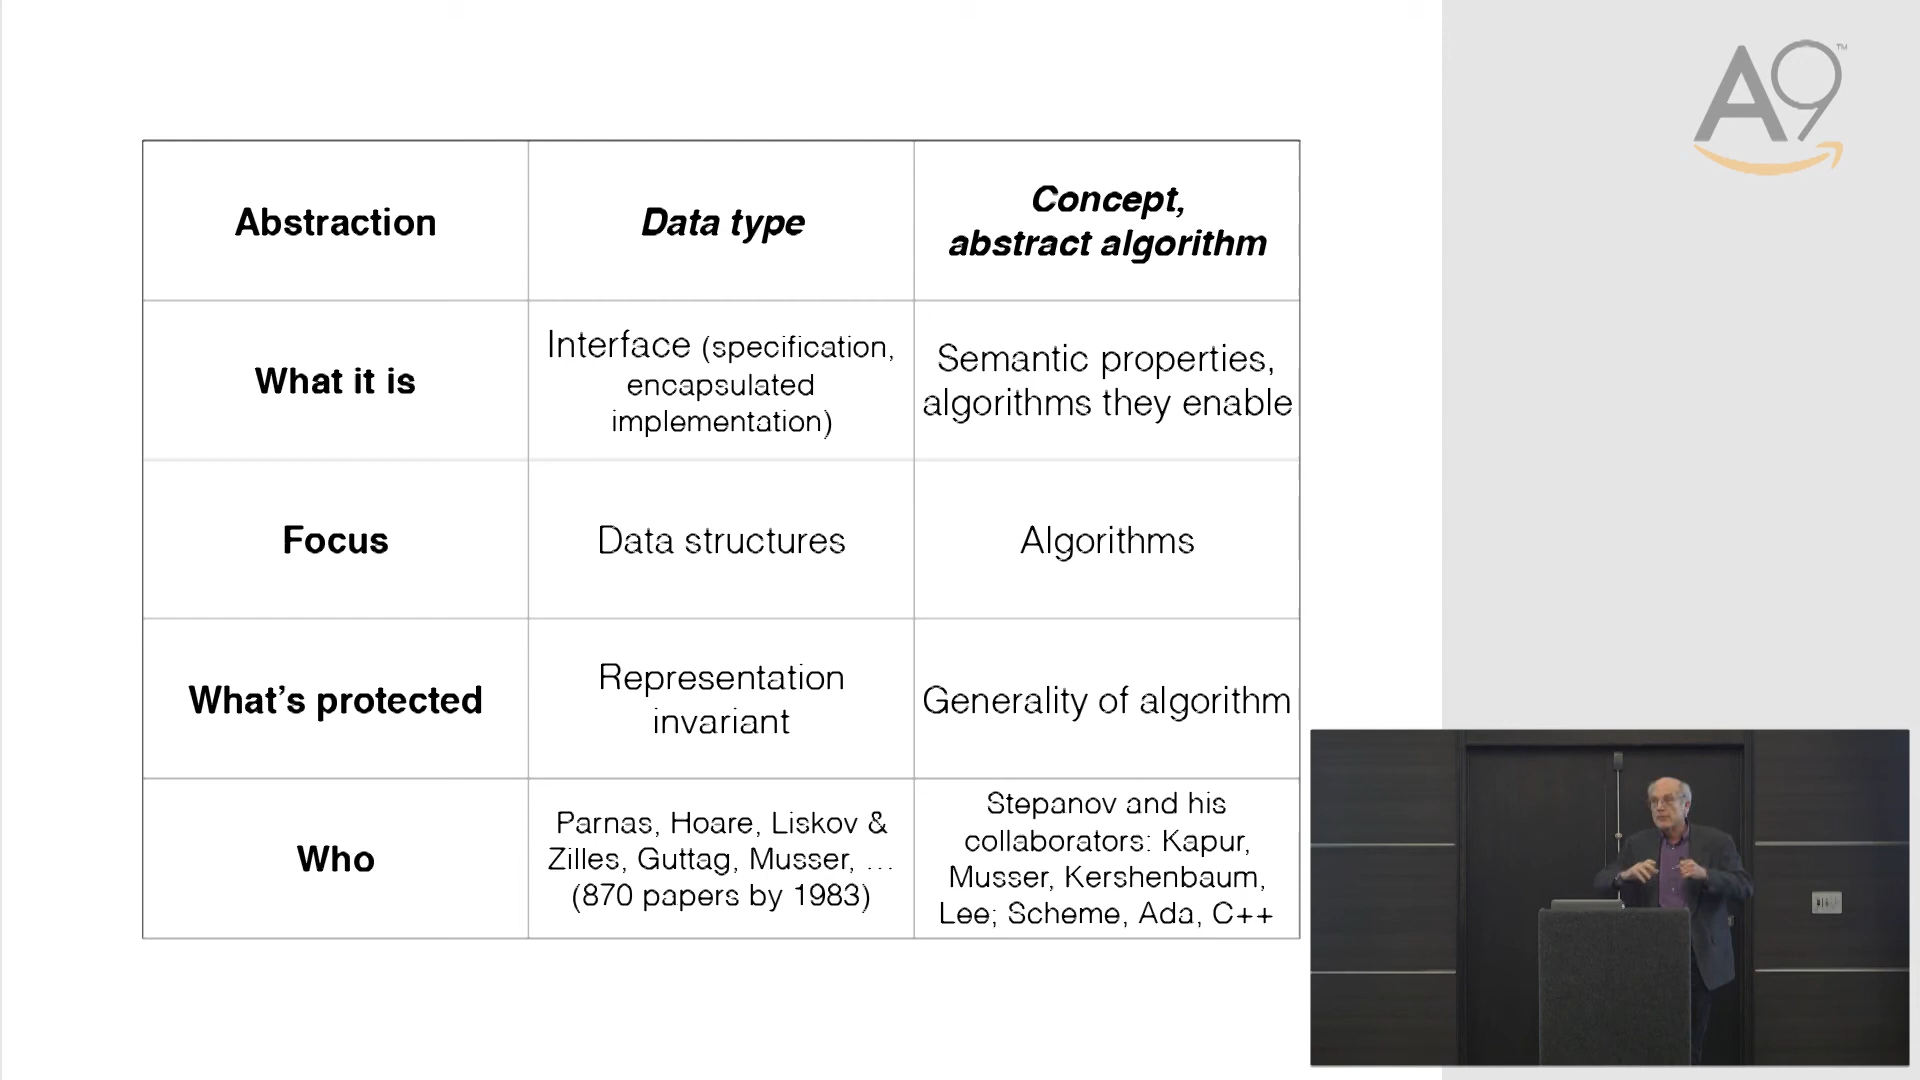 A9™
Abstraction
Data type
Concept,
abstract algorithm
What it is
Interface (specification,
encapsulated
implementation)
Semantic properties,
algorithms they enable
Focus
Data structures
Algorithms
What's protected
Representation
invariant
Generality of algorithm
Who
Parnas, Hoare, Liskov &
Zilles, Guttag, Musser, …
(870 papers by 1983)
Stepanov and his
collaborators: Kapur,
Musser, Kershenbaum,
Lee; Scheme, Ada, C++